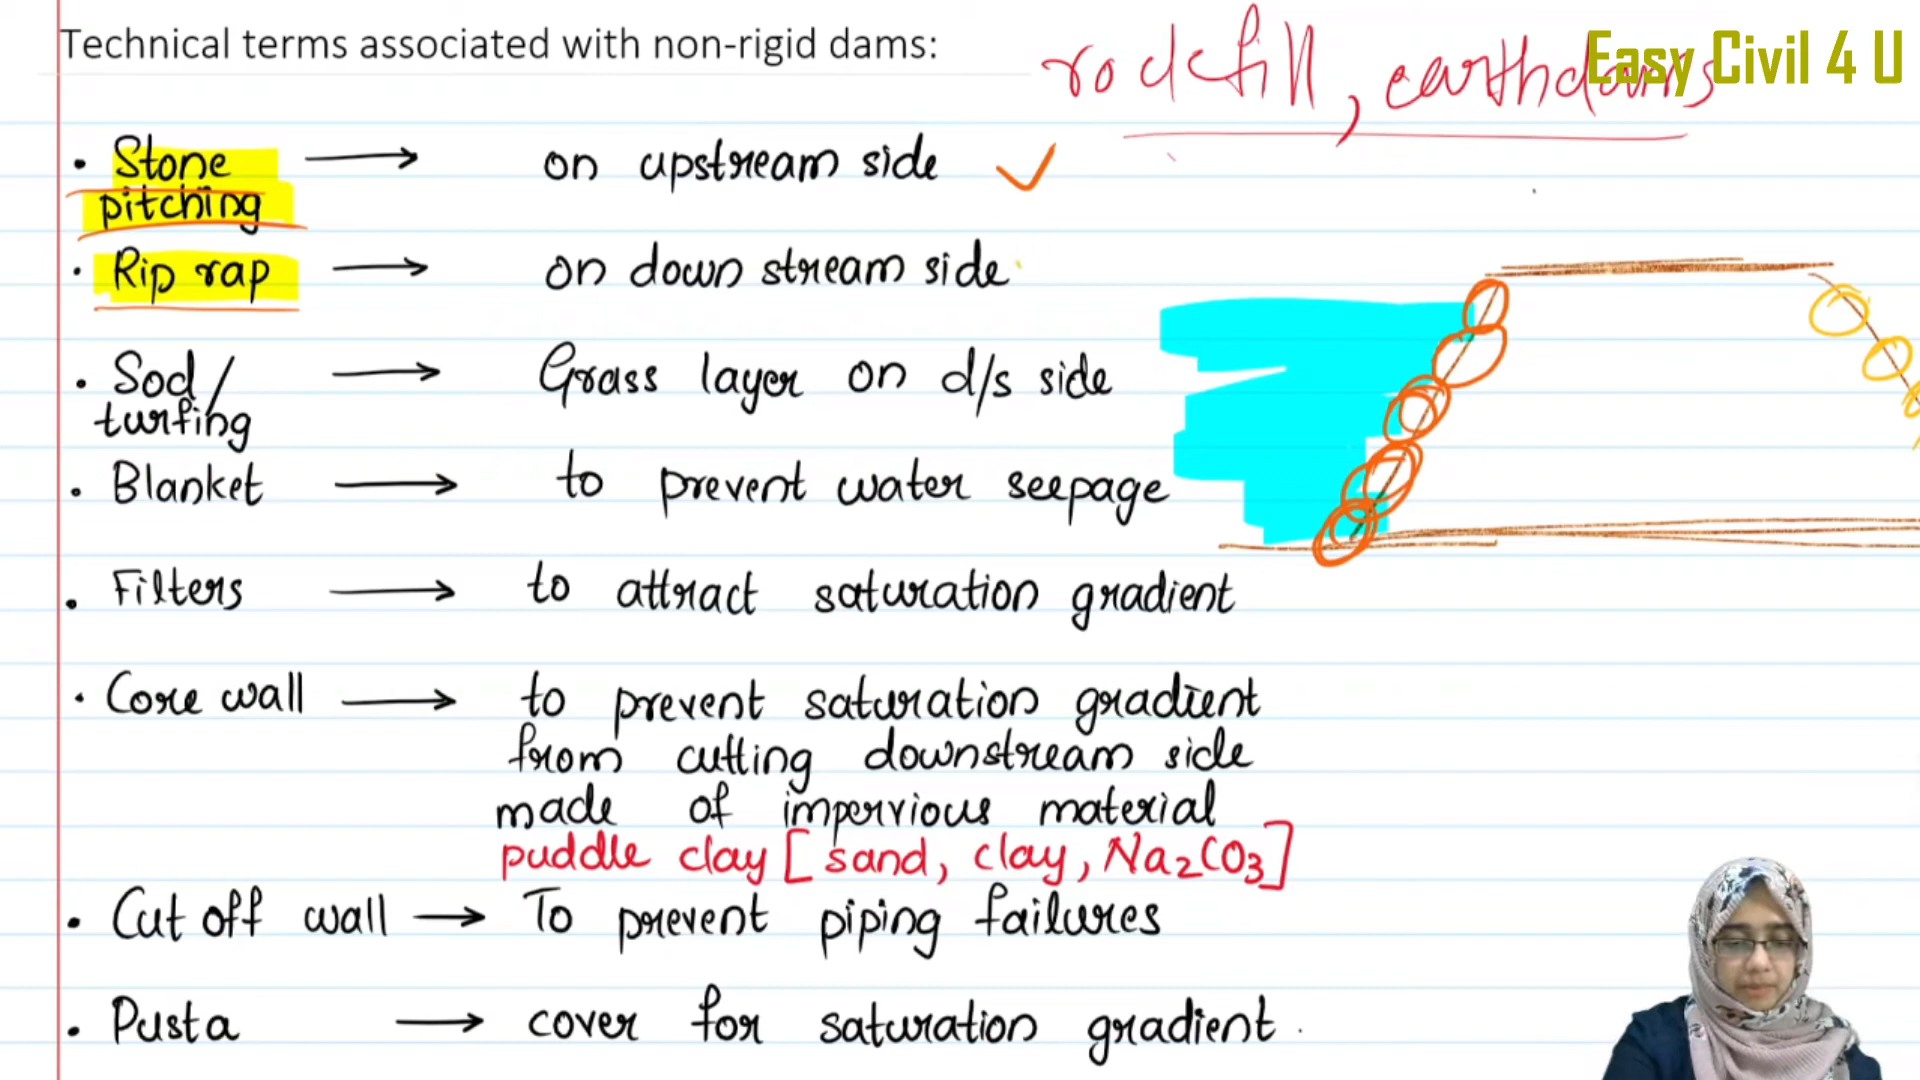 Technical terms associated with non-rigid dams:
rockfill, earthdams
Easy Civil 4 U
• Stone pitching → on upstream side ✓
• Rip rap → on down stream side
• Sod/ turfing → Grass layer on d/s side
• Blanket → to prevent water seepage
• Filters → to attract saturation gradient
• Core wall → to prevent saturation gradient
from cutting downstream side
made of impervious material
puddle clay [sand, clay, Na₂CO₃]
• Cut off wall → To prevent piping failures
• Pusta → cover for saturation gradient.